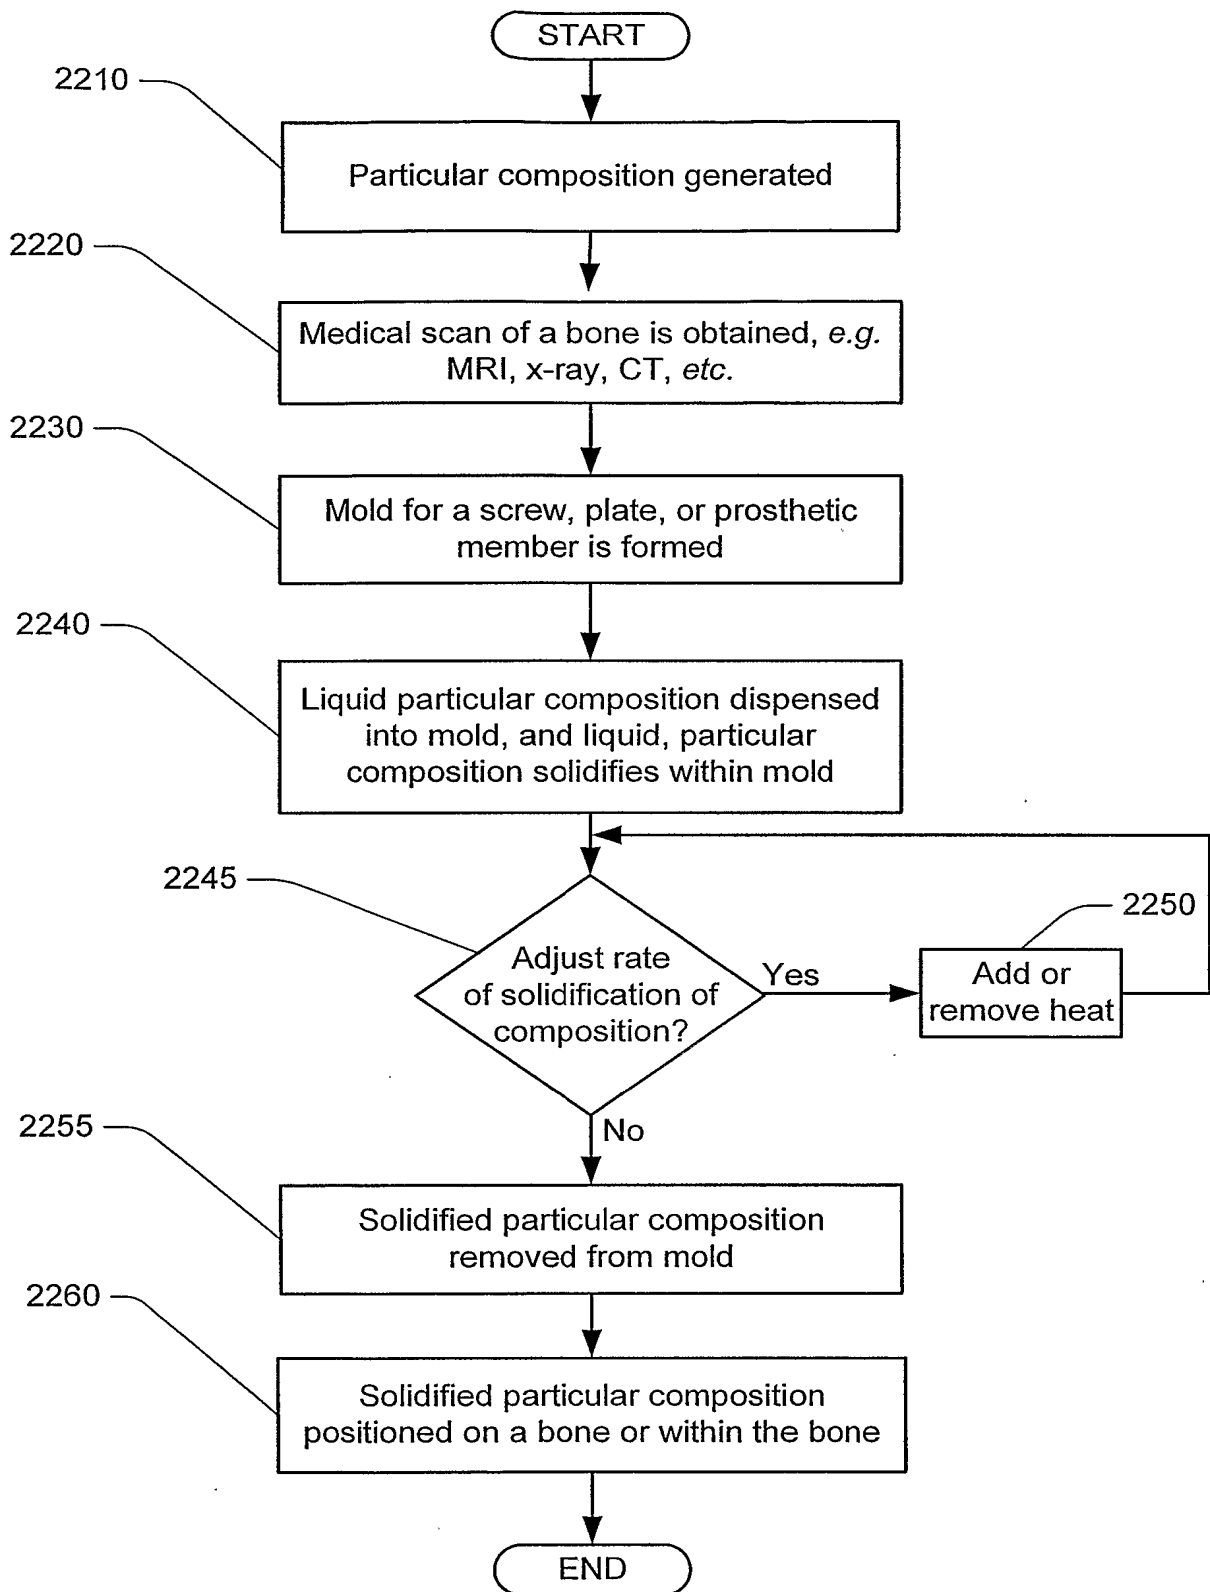 START
2210
Particular composition generated
2220
Medical scan of a bone is obtained, e.g.
MRI, x-ray, CT, etc.
2230
Mold for a screw, plate, or prosthetic
member is formed
2240
Liquid particular composition dispensed
into mold, and liquid, particular
composition solidifies within mold
2245
Adjust rate
of solidification of
composition?
Yes
2250
Add or
remove heat
No
2255
Solidified particular composition
removed from mold
2260
Solidified particular composition
positioned on a bone or within the bone
END